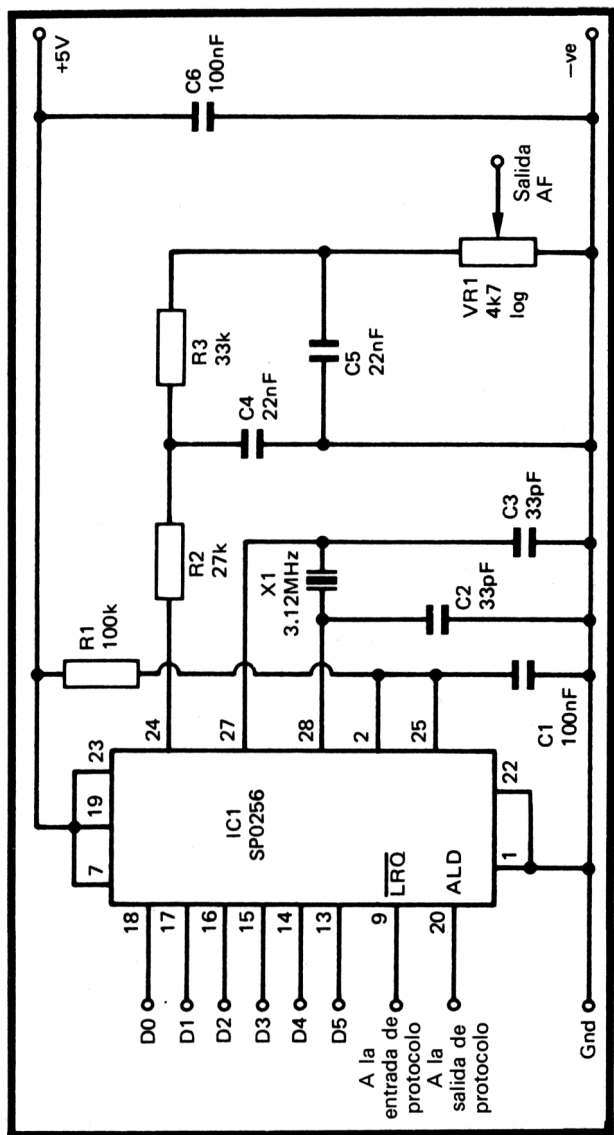 +5V
C6
100nF
–ve
Salida
AF
VR1
4k7
log
R3
33k
C5
22nF
C4
22nF
R2
27k
X1
3.12MHz
C3
33pF
C2
33pF
R1
100k
C1
100nF
24
27
28
2
25
23
19
7
22
1
IC1
SP0256
LRQ
ALD
18
17
16
15
14
13
9
20
D0
D1
D2
D3
D4
D5
A la
entrada de
protocolo
A la
salida de
protocolo
Gnd